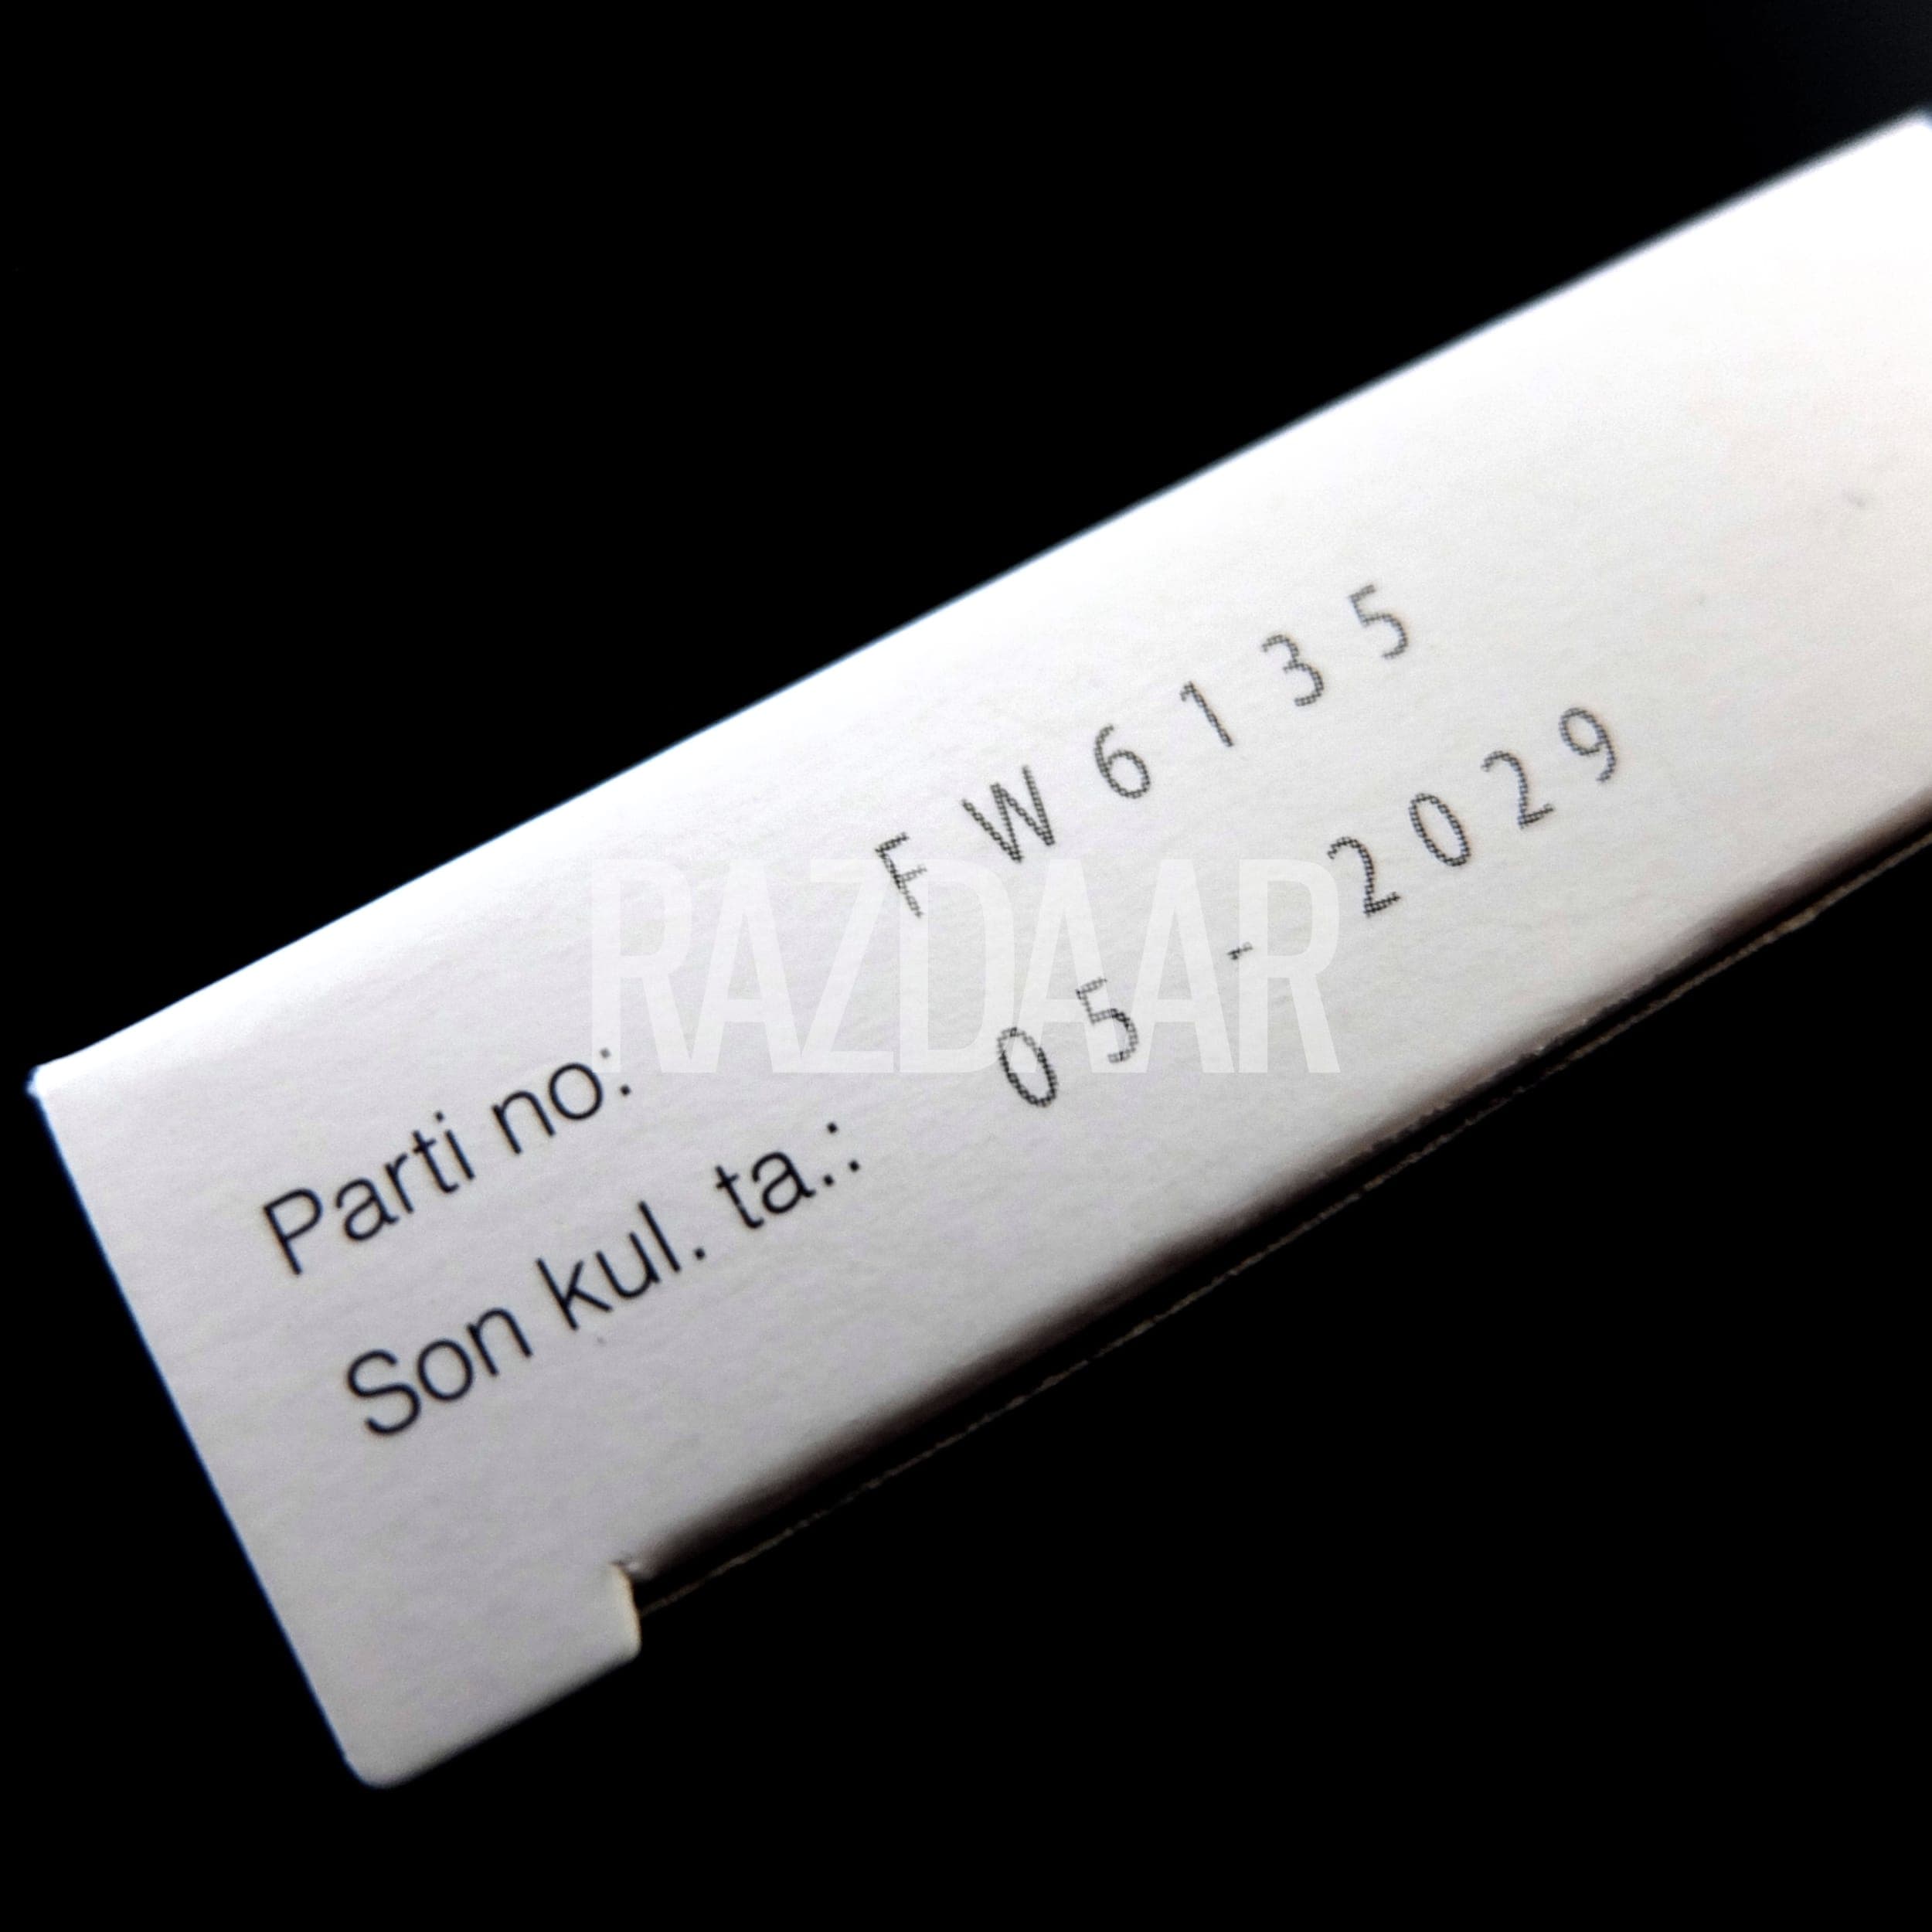 Parti no: FW6135
Son kul. ta.: 05-2029
RAZDAAR